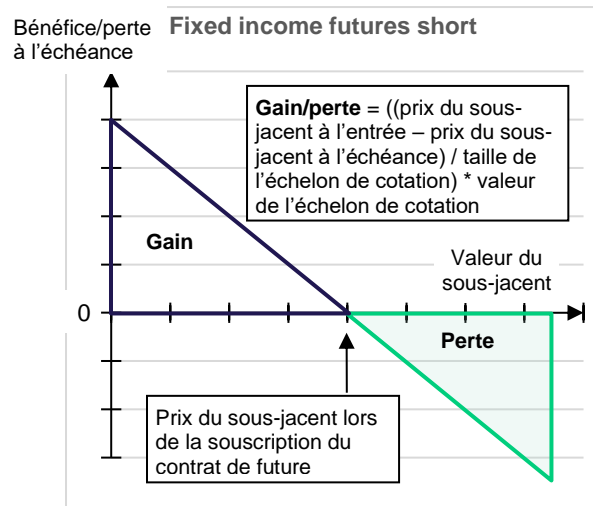 Bénéfice/perte
à l'échéance
Fixed income futures short
Gain/perte = ((prix du sous-
jacent à l'entrée – prix du sous-
jacent à l'échéance) / taille de
l'échelon de cotation) * valeur
de l'échelon de cotation
Gain
Valeur du
sous-jacent
0
Perte
Prix du sous-jacent lors
de la souscription du
contrat de future